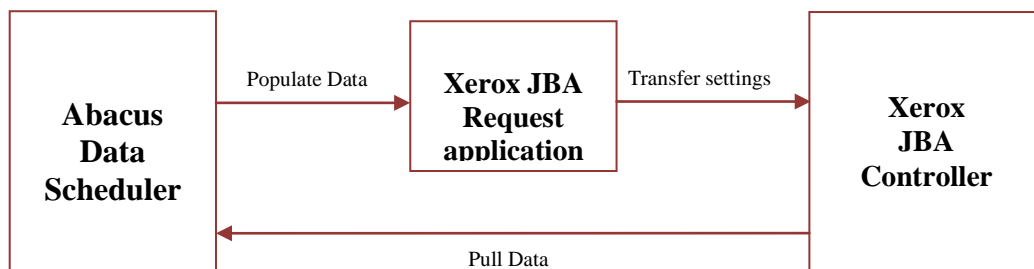 Populate Data
Abacus
Data
Scheduler
Xerox JBA
Request
application
Transfer settings
Xerox
JBA
Controller
Pull Data